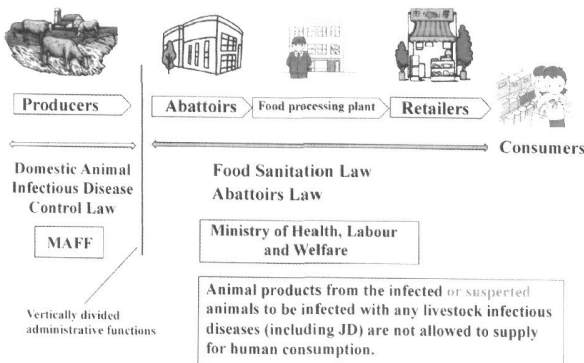 Producers
Abattoirs
Food processing plant
Retailers
Consumers
Domestic Animal
Infectious Disease
Control Law
MAFF
Vertically divided
administrative functions
Food Sanitation Law
Abattoirs Law
Ministry of Health, Labour
and Welfare
Animal products from the infected or suspected
animals to be infected with any livestock infectious
diseases (including JD) are not allowed to supply
for human consumption.